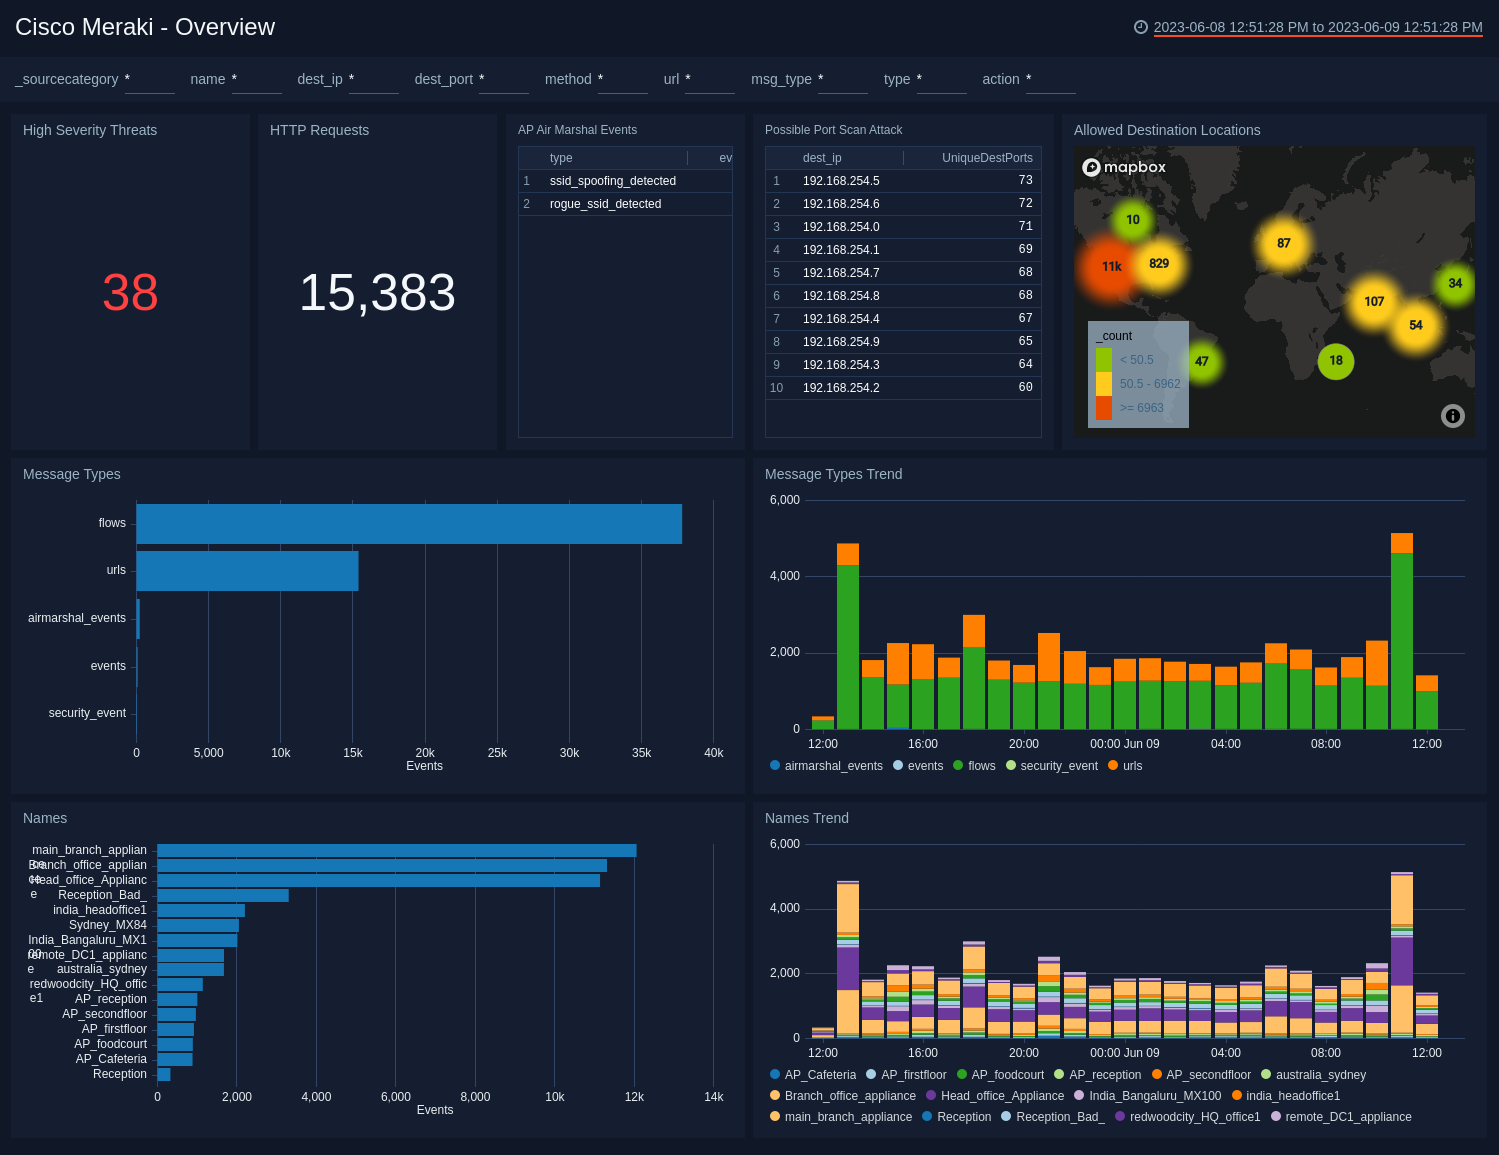 Cisco Meraki - Overview
2023-06-08 12:51:28 PM to 2023-06-09 12:51:28 PM
_sourcecategory * name * dest_ip * dest_port * method * url * msg_type * type * action *
High Severity Threats
38
HTTP Requests
15,383
AP Air Marshal Events
type ev
1 ssid_spoofing_detected
2 rogue_ssid_detected
Possible Port Scan Attack
dest_ip UniqueDestPorts
1 192.168.254.5 73
2 192.168.254.6 72
3 192.168.254.0 71
4 192.168.254.1 69
5 192.168.254.7 68
6 192.168.254.8 68
7 192.168.254.4 67
8 192.168.254.9 65
9 192.168.254.3 64
10 192.168.254.2 60
Allowed Destination Locations
mapbox
10
87
11k
829
34
107
54
47
18
_count
< 50.5
50.5 - 6962
>= 6963
Message Types
flows
urls
airmarshal_events
events
security_event
0 5,000 10k 15k 20k 25k 30k 35k 40k
Events
Message Types Trend
6,000
4,000
2,000
0
12:00 16:00 20:00 00:00 Jun 09 04:00 08:00 12:00
airmarshal_events events flows security_event urls
Names
main_branch_applian
ce
Branch_office_applian
ce
Head_office_Applianc
e
Reception_Bad_
india_headoffice1
Sydney_MX84
India_Bangaluru_MX1
00
remote_DC1_applianc
e
australia_sydney
redwoodcity_HQ_offic
e1
AP_reception
AP_secondfloor
AP_firstfloor
AP_foodcourt
AP_Cafeteria
Reception
0 2,000 4,000 6,000 8,000 10k 12k 14k
Events
Names Trend
6,000
4,000
2,000
0
12:00 16:00 20:00 00:00 Jun 09 04:00 08:00 12:00
AP_Cafeteria AP_firstfloor AP_foodcourt AP_reception AP_secondfloor australia_sydney
Branch_office_appliance Head_office_Appliance India_Bangaluru_MX100 india_headoffice1
main_branch_appliance Reception Reception_Bad_ redwoodcity_HQ_office1 remote_DC1_appliance